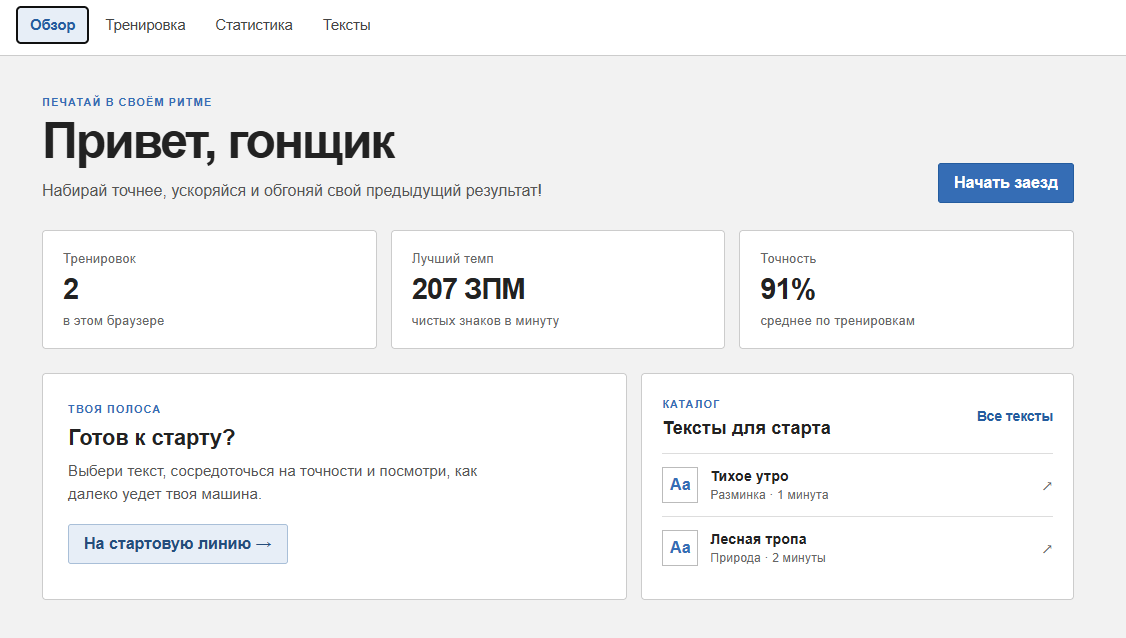 Обзор Тренировка Статистика Тексты
ПЕЧАТАЙ В СВОЁМ РИТМЕ
Привет, гонщик
Набирай точнее, ускоряйся и обгоняй свой предыдущий результат!
Начать заезд
Тренировок
2
в этом браузере
Лучший темп
207 ЗПМ
чистых знаков в минуту
Точность
91%
среднее по тренировкам
ТВОЯ ПОЛОСА
Готов к старту?
Выбери текст, сосредоточься на точности и посмотри, как
далеко уедет твоя машина.
На стартовую линию →
КАТАЛОГ
Тексты для старта
Все тексты
Aa
Тихое утро
Разминка · 1 минута
↗
Aa
Лесная тропа
Природа · 2 минуты
↗